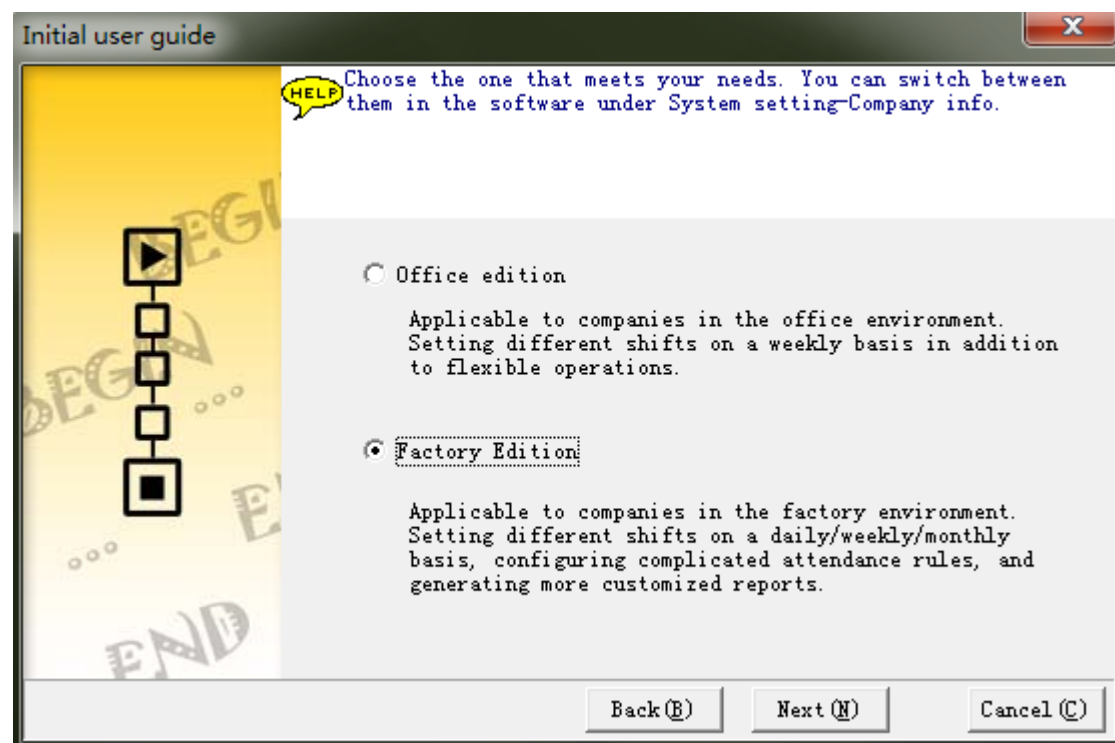 Initial user guide
HELP
Choose the one that meets your needs. You can switch between
them in the software under System setting-Company info.
BEGIN
Office edition
Applicable to companies in the office environment.
Setting different shifts on a weekly basis in addition
to flexible operations.
BEGIN
...
Factory Edition
Applicable to companies in the factory environment.
Setting different shifts on a daily/weekly/monthly
basis, configuring complicated attendance rules, and
generating more customized reports.
...
END
Back(B)
Next(N)
Cancel(C)